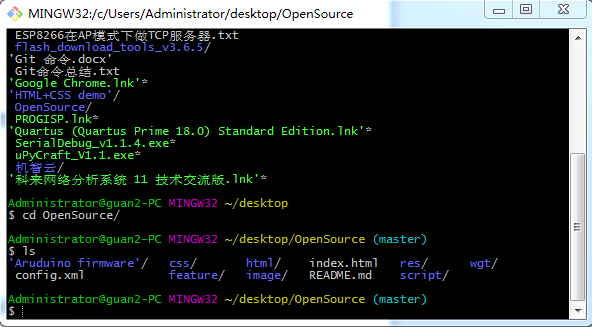 MINGW32:/c/Users/Administrator/desktop/OpenSource
ESP8266在AP模式下做TCP服务器.txt
flash_download_tools_v3.6.5/
'Git 命令.docx'
Git命令总结.txt
'Google Chrome.lnk'*
'HTML+CSS demo'/
OpenSource/
PROGISP.lnk*
'Quartus (Quartus Prime 18.0) Standard Edition.lnk'*
SerialDebug_v1.1.4.exe*
uPyCraft_V1.1.exe*
机智云/
'科来网络分析系统 11 技术交流版.lnk'*
Administrator@guan2-PC MINGW32 ~/desktop
$ cd OpenSource/
Administrator@guan2-PC MINGW32 ~/desktop/OpenSource (master)
$ ls
'Aruduino firmware'/ css/ html/ index.html res/ wgt/
config.xml feature/ image/ README.md script/
Administrator@guan2-PC MINGW32 ~/desktop/OpenSource (master)
$